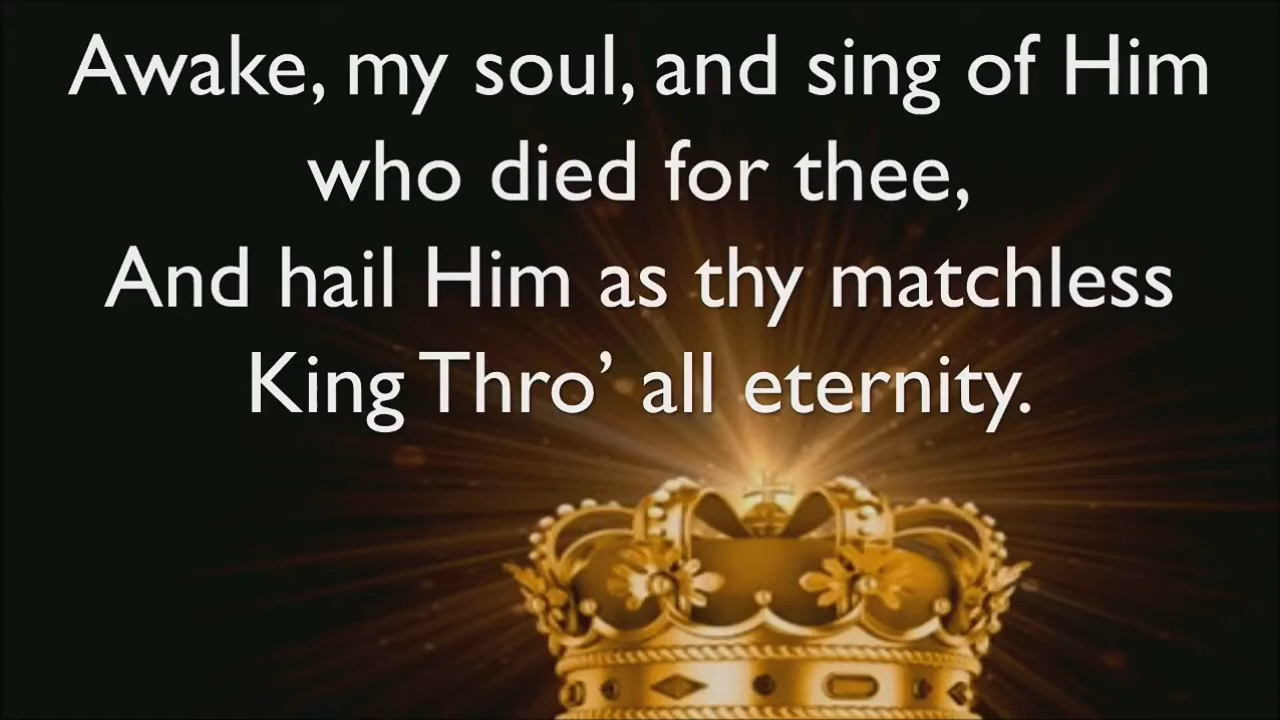 Awake, my soul, and sing of Him
who died for thee,
And hail Him as thy matchless
King Thro’ all eternity.